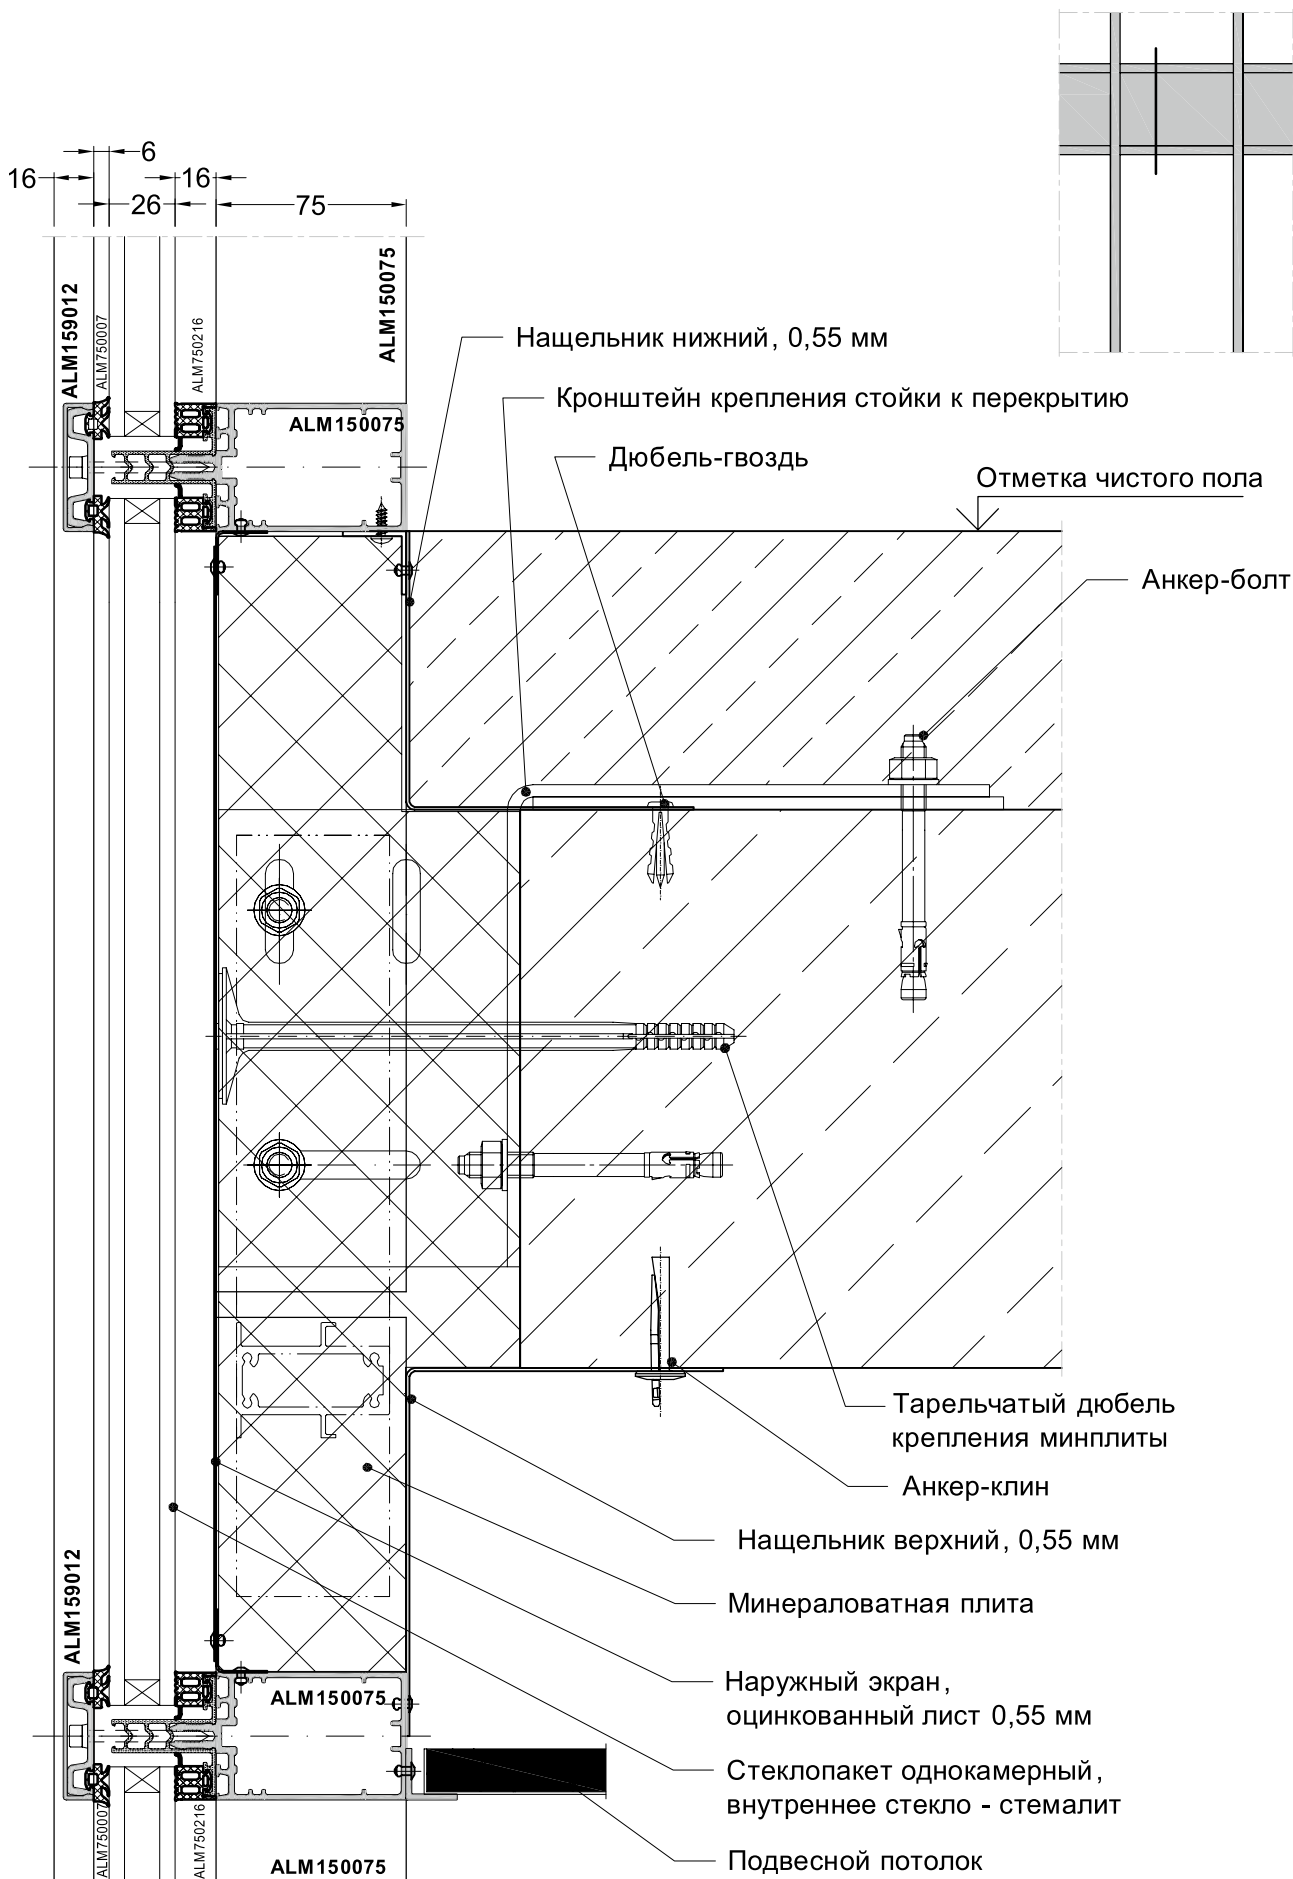 6
16
16
26
75
ALM159012
ALM750007
ALM750216
ALM150075
Нащельник нижний, 0,55 мм
Кронштейн крепления стойки к перекрытию
ALM150075
Дюбель-гвоздь
Отметка чистого пола
Анкер-болт
Тарельчатый дюбель
крепления минплиты
Анкер-клин
Нащельник верхний, 0,55 мм
Минераловатная плита
ALM159012
Наружный экран,
оцинкованный лист 0,55 мм
ALM150075
Стеклопакет однокамерный,
внутреннее стекло - стемалит
ALM750007
ALM750216
ALM150075
Подвесной потолок